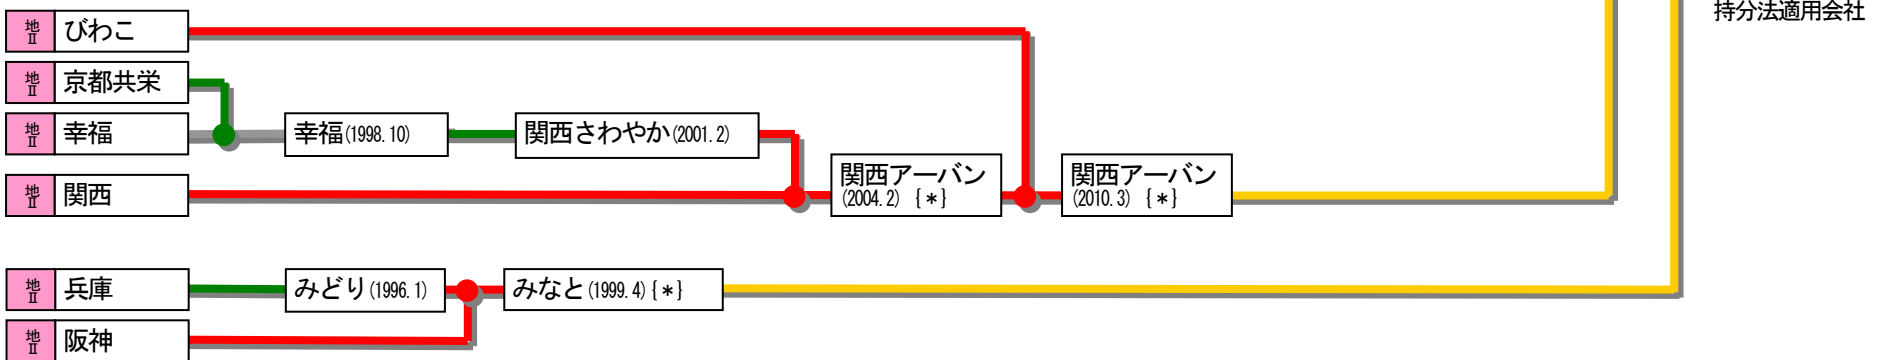 持分法適用会社
地Ⅱ びわこ
地Ⅱ 京都共栄
地Ⅱ 幸福
幸福(1998.10)
関西さわやか(2001.2)
地Ⅱ 関西
関西アーバン
(2004.2) {*}
関西アーバン
(2010.3) {*}
地Ⅱ 兵庫
みどり(1996.1)
みなと(1999.4){*}
地Ⅱ 阪神